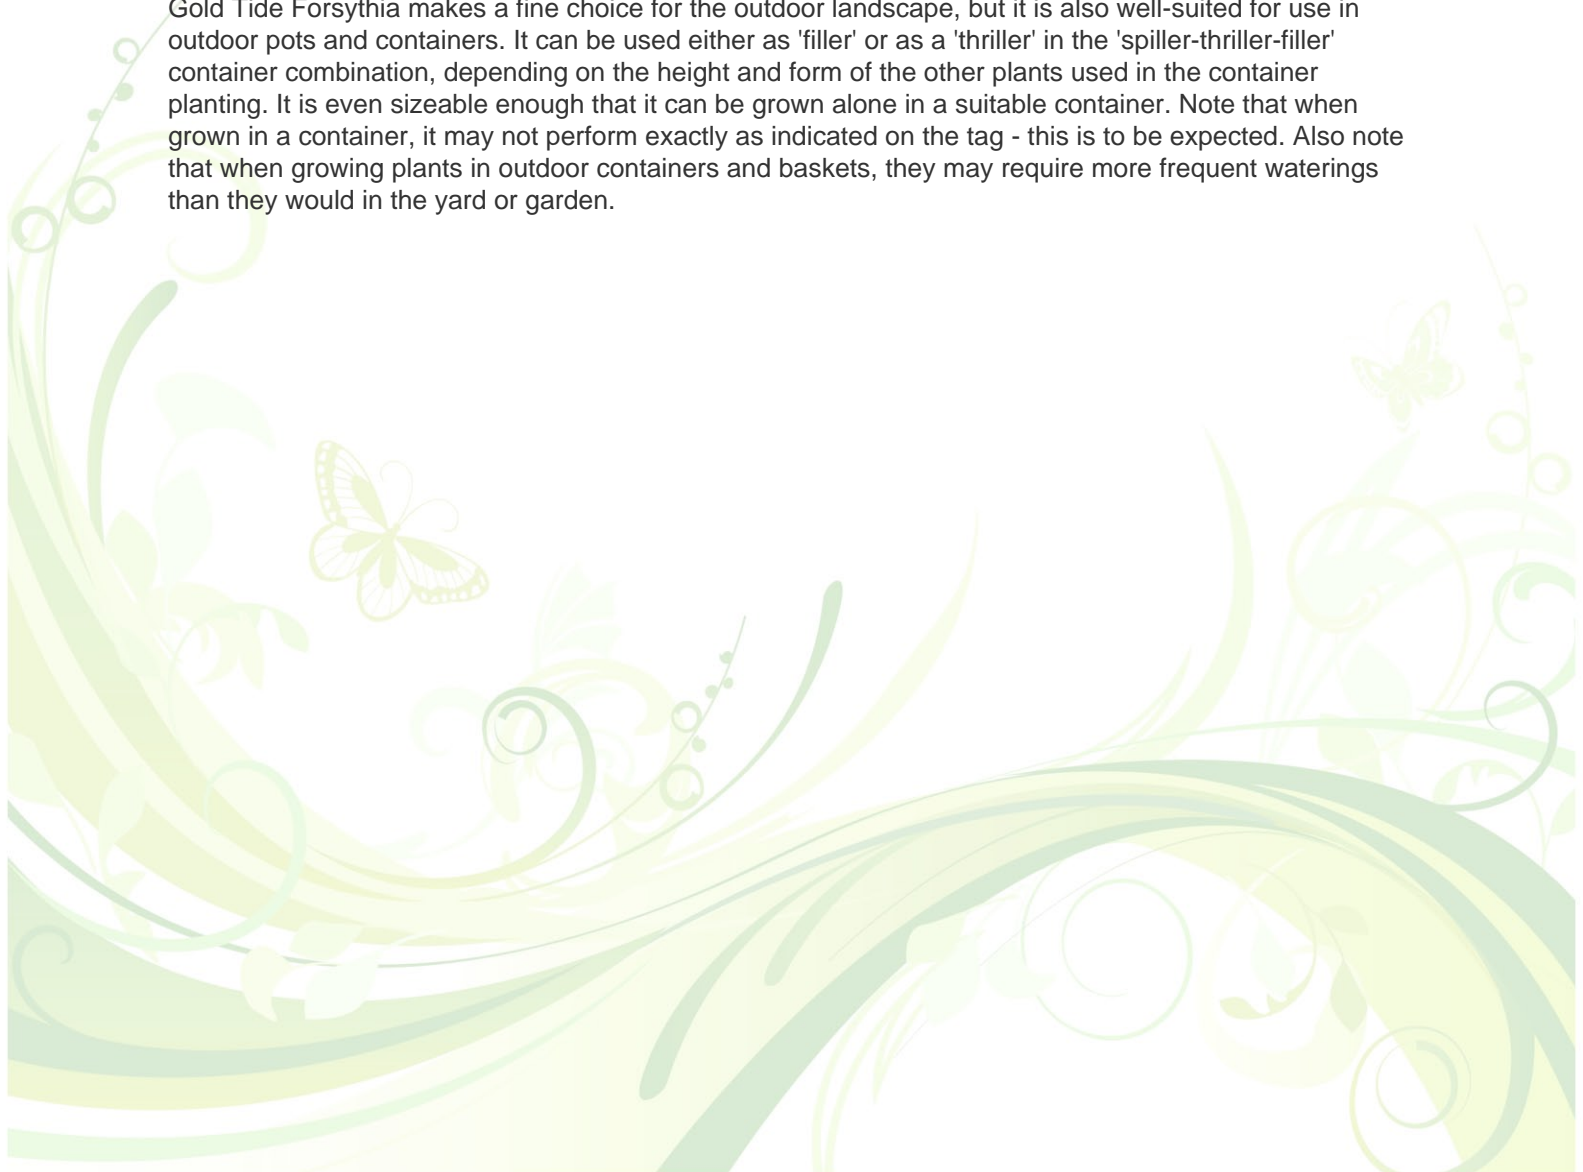 Gold Tide Forsythia makes a fine choice for the outdoor landscape, but it is also well-suited for use in
outdoor pots and containers. It can be used either as 'filler' or as a 'thriller' in the 'spiller-thriller-filler'
container combination, depending on the height and form of the other plants used in the container
planting. It is even sizeable enough that it can be grown alone in a suitable container. Note that when
grown in a container, it may not perform exactly as indicated on the tag - this is to be expected. Also note
that when growing plants in outdoor containers and baskets, they may require more frequent waterings
than they would in the yard or garden.